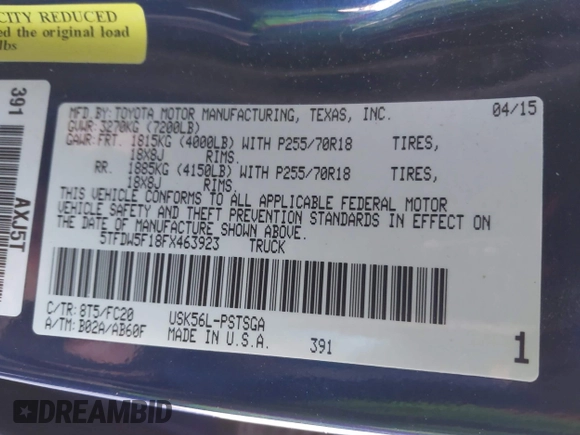 CITY REDUCED
ed the original load
lbs
391
AXJ5T
MFD.BY:TOYOTA MOTOR MANUFACTURING, TEXAS, INC. 04/15
GVWR:3270KG (7200LB)
GAWR:FRT. 1815KG (4000LB) WITH P255/70R18 TIRES,
18X8J RIMS.
RR. 1885KG (4150LB) WITH P255/70R18 TIRES,
18X8J RIMS.
THIS VEHICLE CONFORMS TO ALL APPLICABLE FEDERAL MOTOR
VEHICLE SAFETY AND THEFT PREVENTION STANDARDS IN EFFECT ON
THE DATE OF MANUFACTURE SHOWN ABOVE.
5TFDW5F18FX463923 TRUCK
C/TR:8T5/FC20 USK56L-PSTSGA
A/TM:B02A/AB60F MADE IN U.S.A. 391 1
DREAMBID